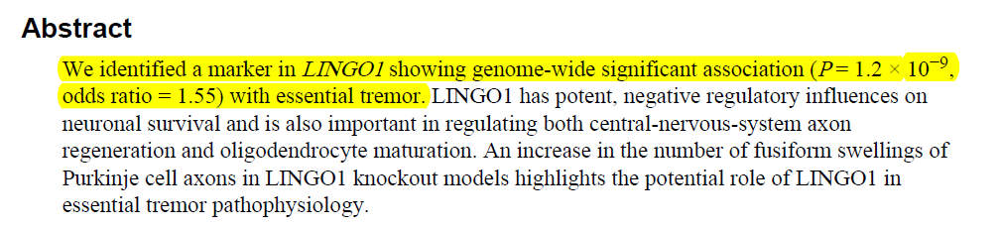 Abstract
We identified a marker in LINGO1 showing genome-wide significant association (P = 1.2 × 10⁻⁹,
odds ratio = 1.55) with essential tremor. LINGO1 has potent, negative regulatory influences on
neuronal survival and is also important in regulating both central-nervous-system axon
regeneration and oligodendrocyte maturation. An increase in the number of fusiform swellings of
Purkinje cell axons in LINGO1 knockout models highlights the potential role of LINGO1 in
essential tremor pathophysiology.